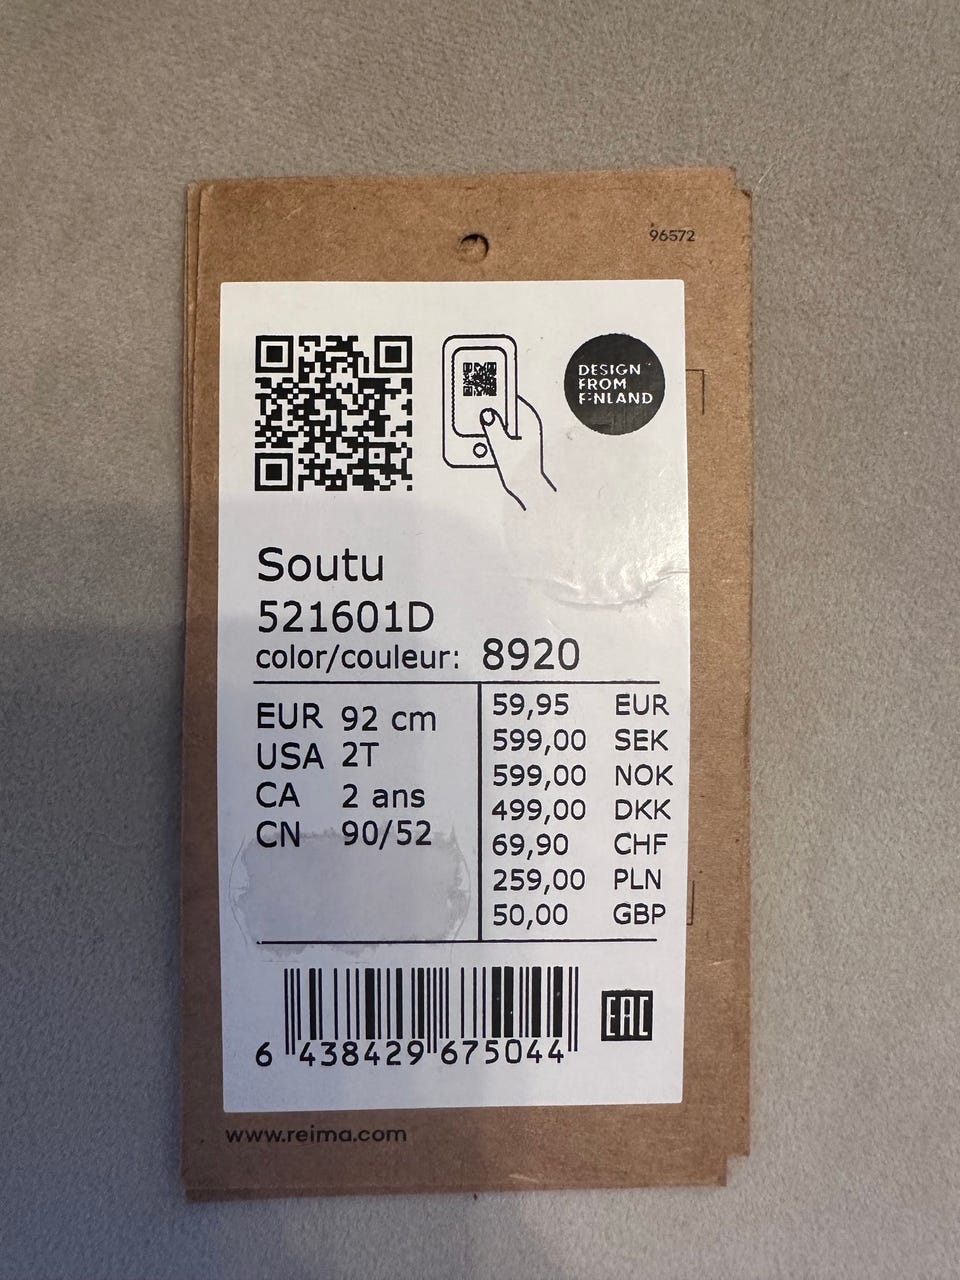 96572
DESIGN
FROM
FINLAND
Soutu
521601D
color/couleur: 8920
EUR 92 cm
USA 2T
CA 2 ans
CN 90/52
59,95 EUR
599,00 SEK
599,00 NOK
499,00 DKK
69,90 CHF
259,00 PLN
50,00 GBP
6 438429 675044
EAC
www.reima.com